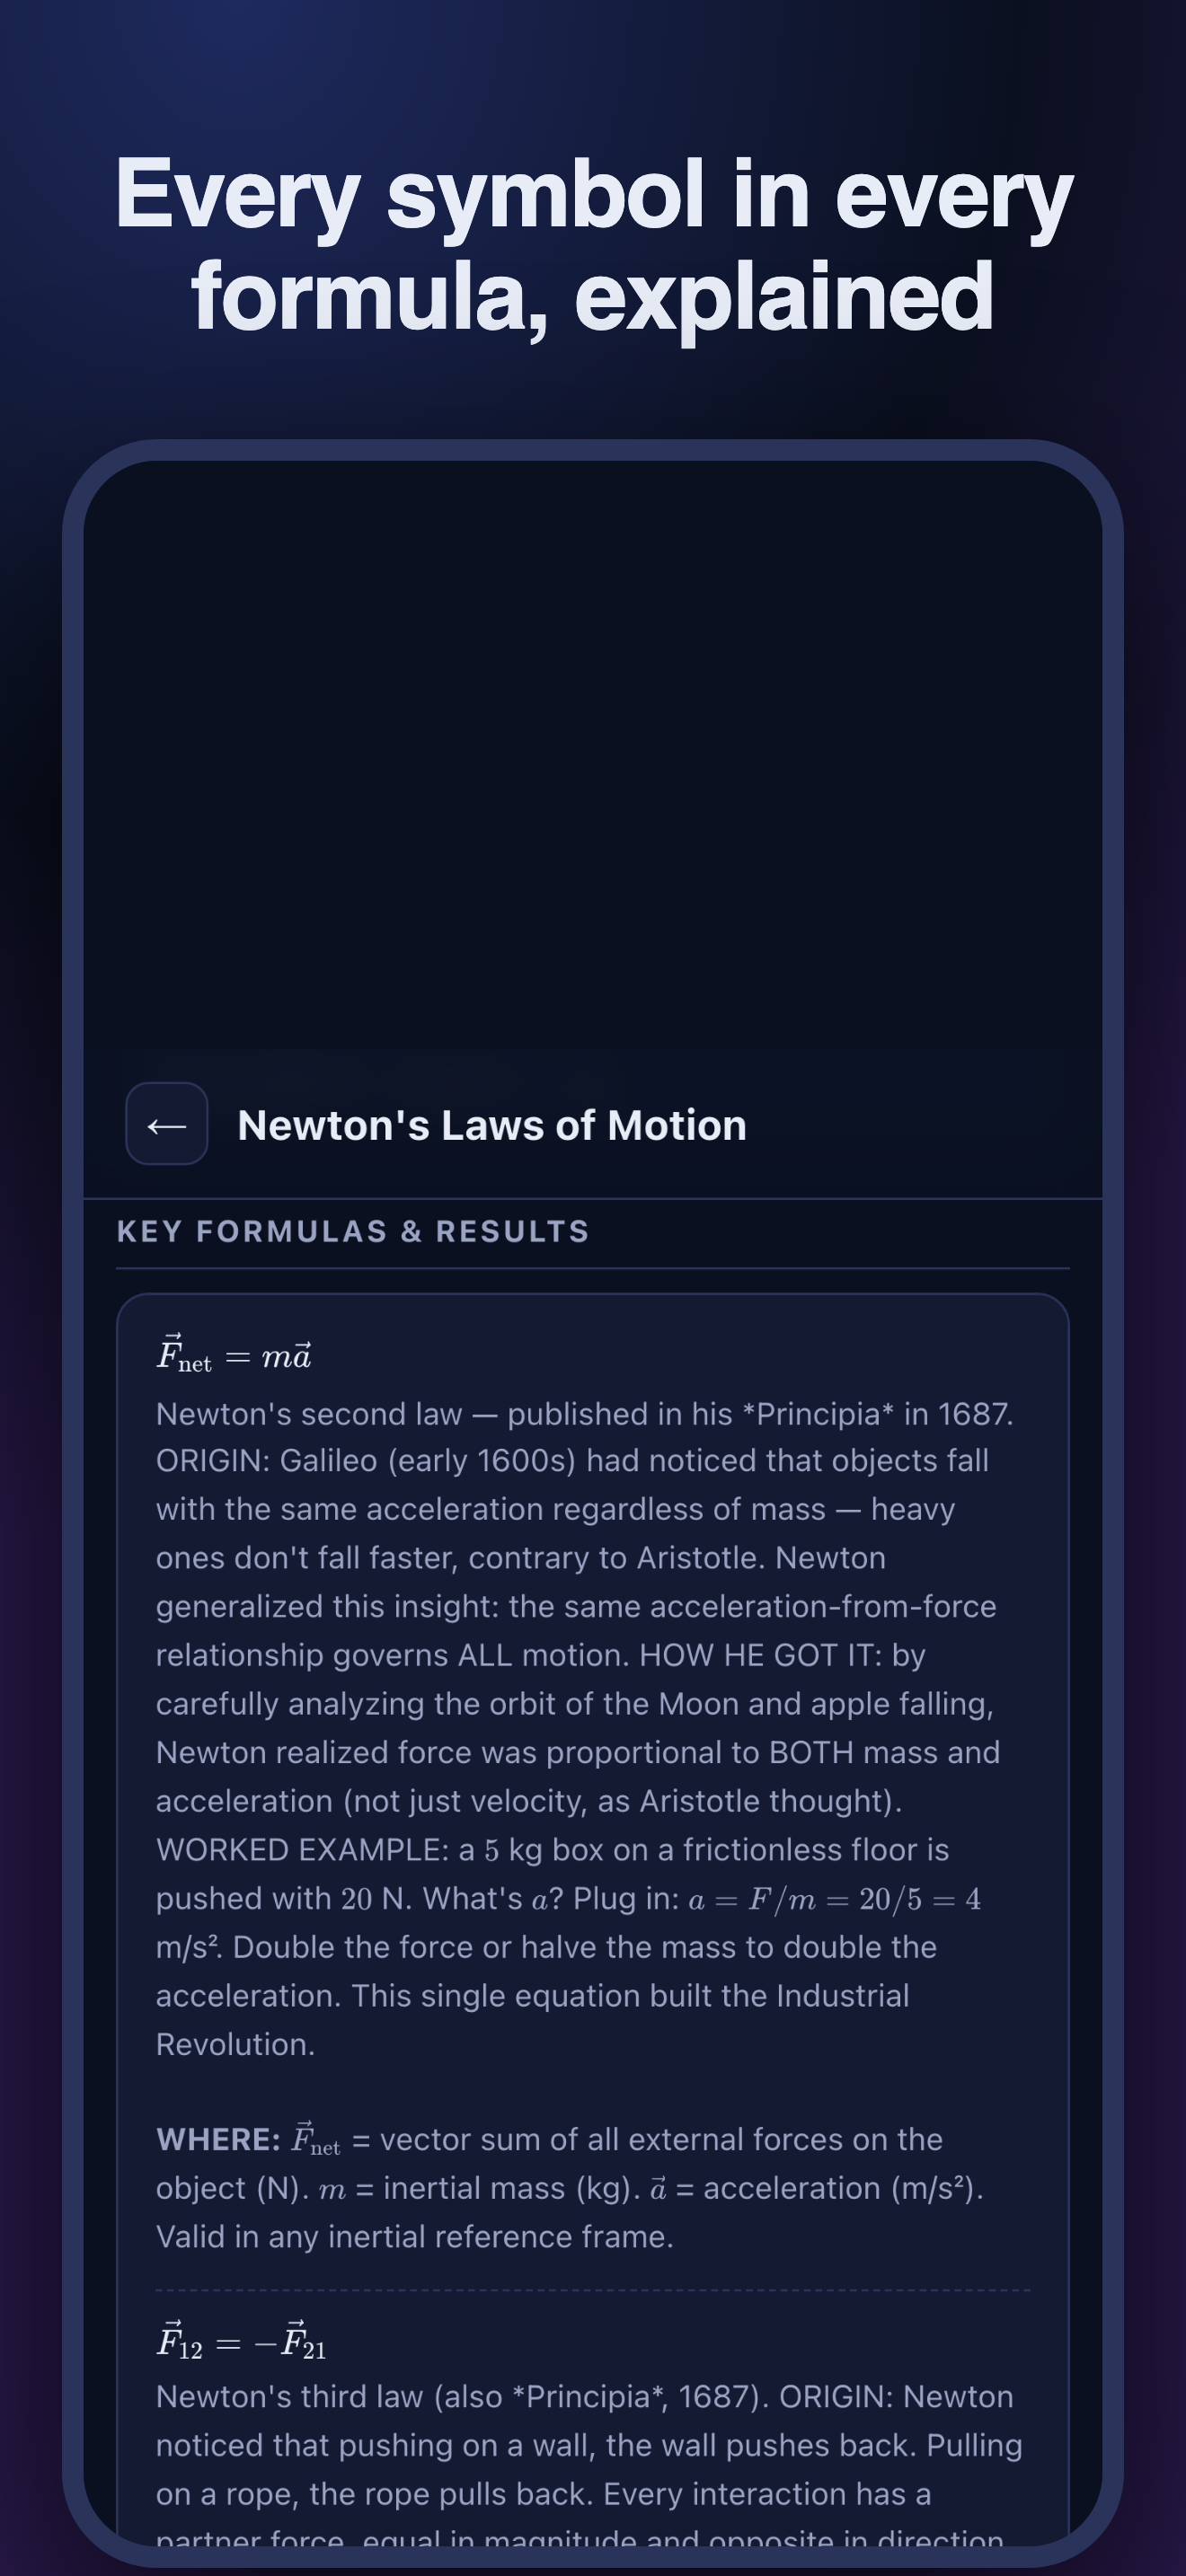 Every symbol in every
formula, explained
← Newton's Laws of Motion
KEY FORMULAS & RESULTS
F⃗net = ma⃗
Newton's second law — published in his *Principia* in 1687.
ORIGIN: Galileo (early 1600s) had noticed that objects fall
with the same acceleration regardless of mass — heavy
ones don't fall faster, contrary to Aristotle. Newton
generalized this insight: the same acceleration-from-force
relationship governs ALL motion. HOW HE GOT IT: by
carefully analyzing the orbit of the Moon and apple falling,
Newton realized force was proportional to BOTH mass and
acceleration (not just velocity, as Aristotle thought).
WORKED EXAMPLE: a 5 kg box on a frictionless floor is
pushed with 20 N. What's a? Plug in: a = F/m = 20/5 = 4
m/s². Double the force or halve the mass to double the
acceleration. This single equation built the Industrial
Revolution.
WHERE: F⃗net = vector sum of all external forces on the
object (N). m = inertial mass (kg). a⃗ = acceleration (m/s²).
Valid in any inertial reference frame.
F⃗12 = −F⃗21
Newton's third law (also *Principia*, 1687). ORIGIN: Newton
noticed that pushing on a wall, the wall pushes back. Pulling
on a rope, the rope pulls back. Every interaction has a
partner force, equal in magnitude and opposite in direction